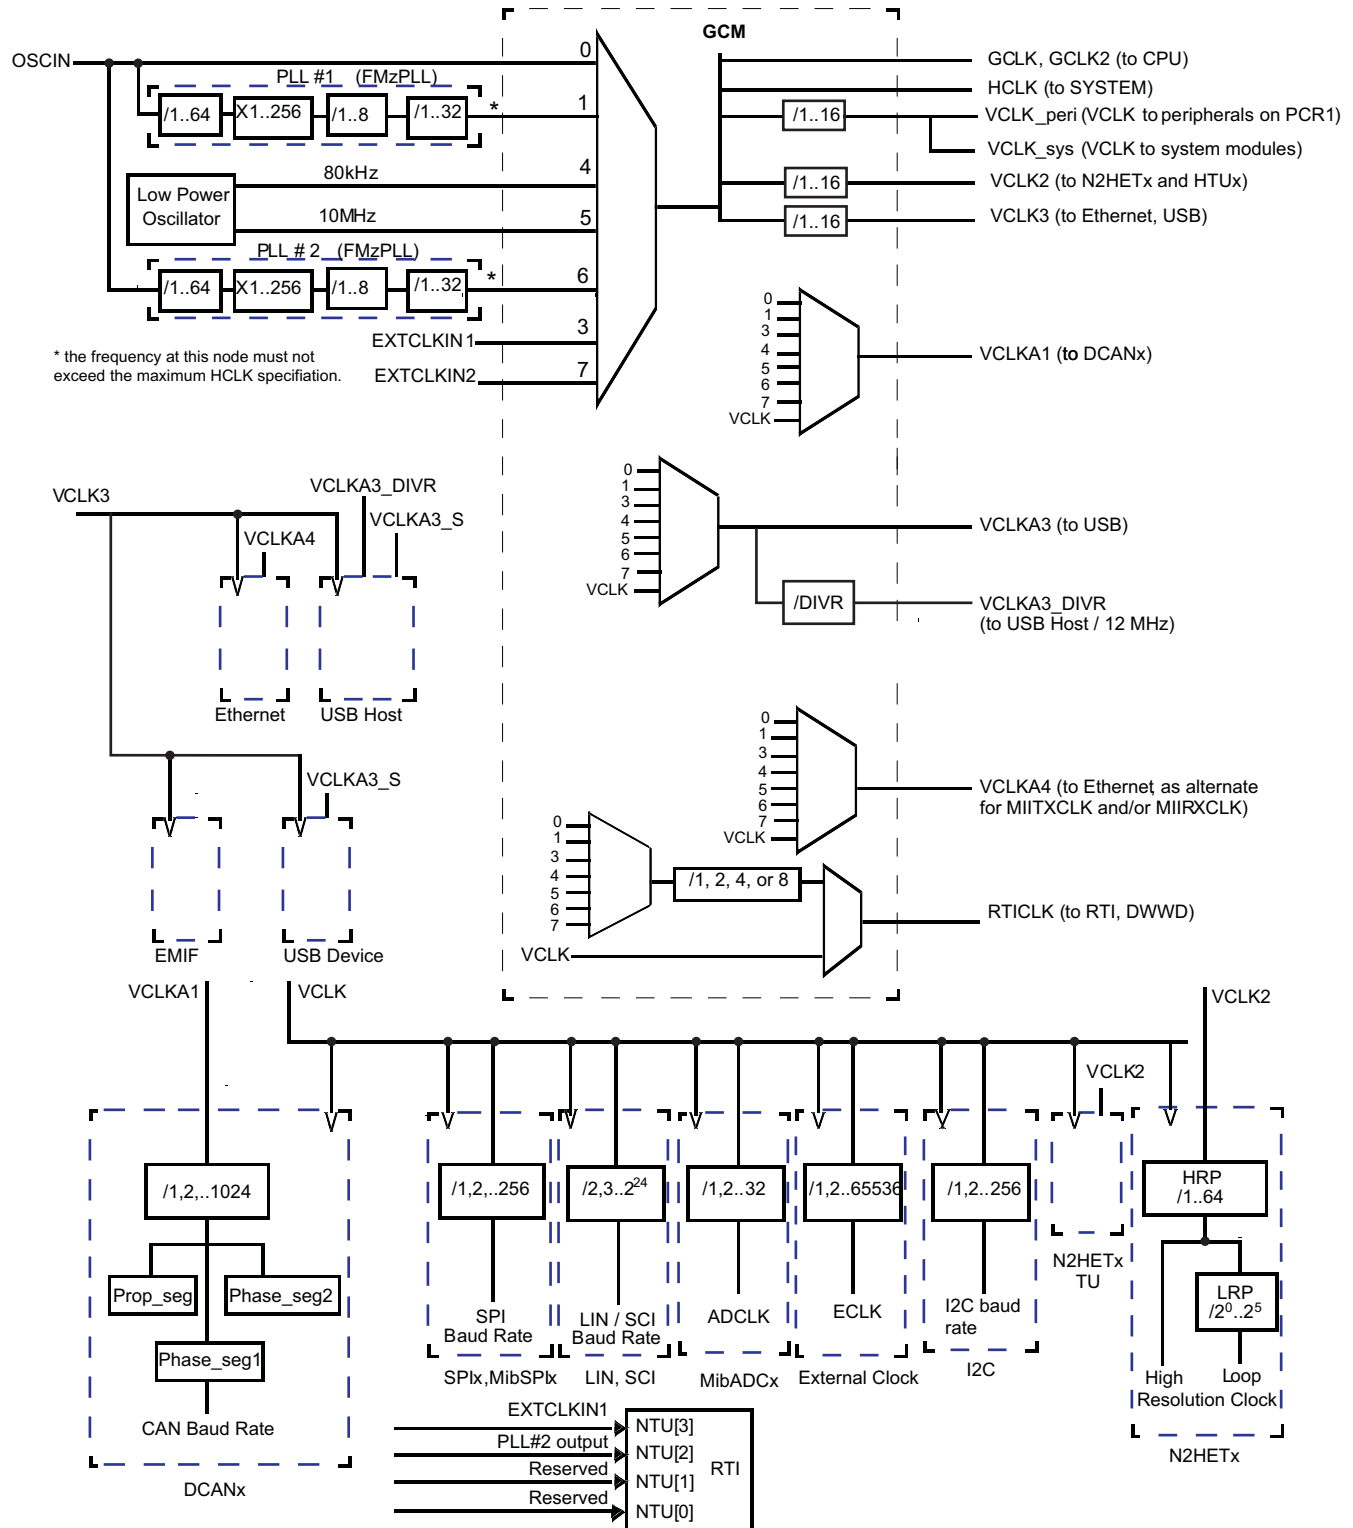 GCM
OSCIN
0
PLL #1 (FMzPLL)
/1..64
X1..256
/1..8
/1..32
*
1
80kHz
4
Low Power
Oscillator
10MHz
5
PLL # 2 (FMzPLL)
/1..64
X1..256
/1..8
/1..32
*
6
EXTCLKIN1
3
EXTCLKIN2
7
* the frequency at this node must not
exceed the maximum HCLK specifiation.
GCLK, GCLK2 (to CPU)
HCLK (to SYSTEM)
/1..16
VCLK_peri (VCLK to peripherals on PCR1)
VCLK_sys (VCLK to system modules)
/1..16
VCLK2 (to N2HETx and HTUx)
/1..16
VCLK3 (to Ethernet, USB)
0
1
3
4
5
6
7
VCLK
VCLKA1 (to DCANx)
0
1
3
4
5
6
7
VCLK
VCLKA3 (to USB)
/DIVR
VCLKA3_DIVR
(to USB Host / 12 MHz)
0
1
3
4
5
6
7
VCLK
VCLKA4 (to Ethernet, as alternate
for MIITXCLK and/or MIIRXCLK)
0
1
3
4
5
6
7
/1, 2, 4, or 8
VCLK
RTICLK (to RTI, DWWD)
VCLK3
VCLKA3_DIVR
VCLKA3_S
VCLKA4
Ethernet
USB Host
VCLKA3_S
EMIF
USB Device
VCLKA1
VCLK
VCLK2
VCLK2
/1,2,..1024
Prop_seg
Phase_seg2
Phase_seg1
CAN Baud Rate
DCANx
/1,2,..256
SPI
Baud Rate
SPIx,MibSPIx
/2,3..2²⁴
LIN / SCI
Baud Rate
LIN, SCI
/1,2..32
ADCLK
MibADCx
/1,2..65536
ECLK
External Clock
/1,2..256
I2C baud
rate
I2C
N2HETx
TU
HRP
/1..64
LRP
/2⁰..2⁵
High
Loop
Resolution Clock
N2HETx
EXTCLKIN1
NTU[3]
PLL#2 output
NTU[2]
RTI
Reserved
NTU[1]
Reserved
NTU[0]